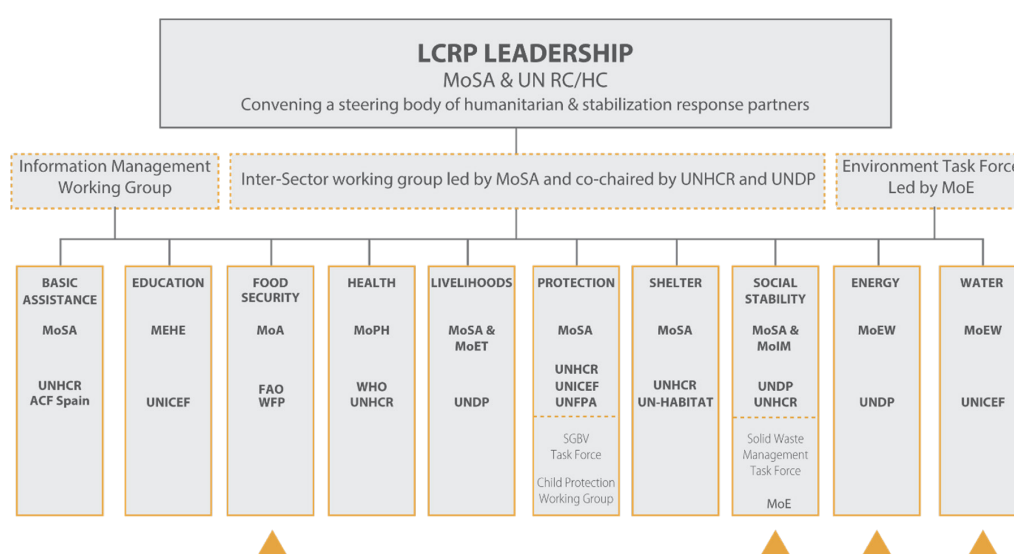 LCRP LEADERSHIP
MoSA & UN RC/HC
Convening a steering body of humanitarian & stabilization response partners
Information Management
Working Group
Inter-Sector working group led by MoSA and co-chaired by UNHCR and UNDP
Environment Task Force
Led by MoE
BASIC
ASSISTANCE
MoSA
UNHCR
ACF Spain
EDUCATION
MEHE
UNICEF
FOOD
SECURITY
MoA
FAO
WFP
HEALTH
MoPH
WHO
UNHCR
LIVELIHOODS
MoSA &
MoET
UNDP
PROTECTION
MoSA
UNHCR
UNICEF
UNFPA
SGBV
Task Force
Child Protection
Working Group
SHELTER
MoSA
UNHCR
UN-HABITAT
SOCIAL
STABILITY
MoSA &
MoIM
UNDP
UNHCR
Solid Waste
Management
Task Force
MoE
ENERGY
MoEW
UNDP
WATER
MoEW
UNICEF